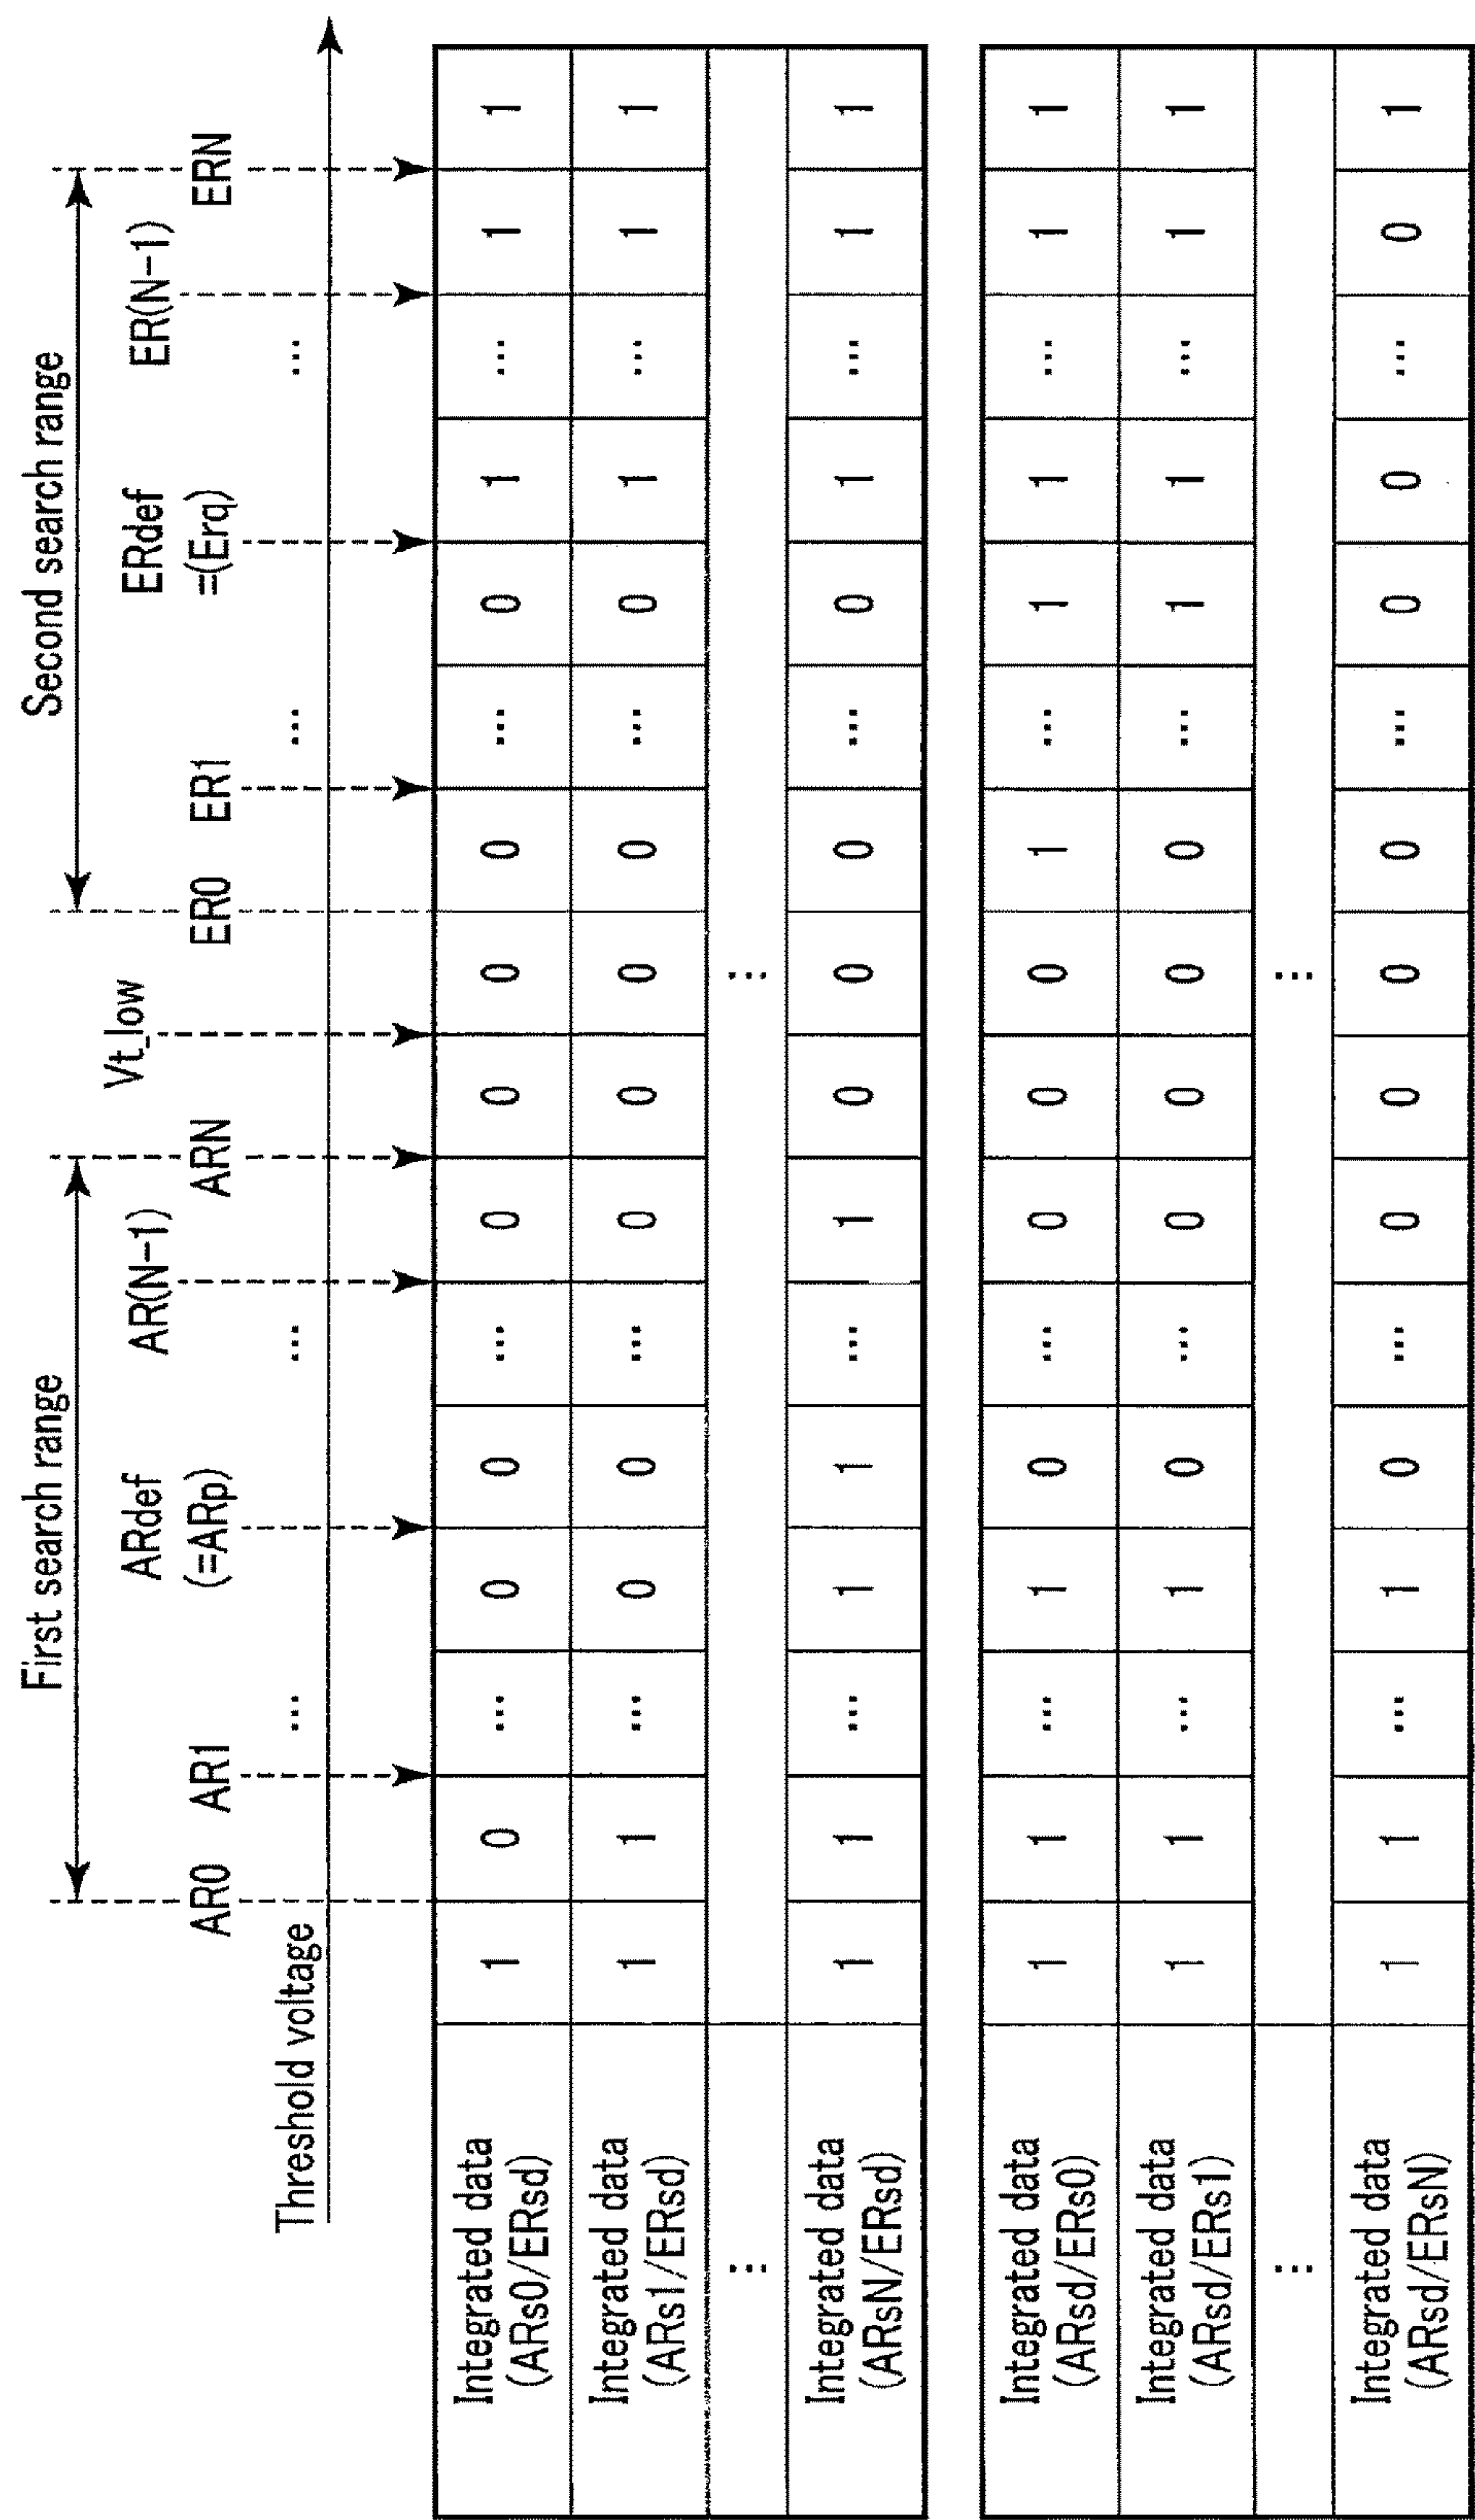 First search range
Second search range
AR0
AR1
...
ARdef
(=ARp)
...
AR(N-1)
ARN
Vt_low
ER0
ER1
...
ERdef
=(Erq)
...
ER(N-1)
ERN
Threshold voltage
Integrated data
(ARs0/ERsd)
1 0 ... 0 0 ... 0 0 0 0 ... 0 1 ... 1 1
Integrated data
(ARs1/ERsd)
1 1 ... 0 0 ... 0 0 0 0 ... 0 1 ... 1 1
... ...
Integrated data
(ARsN/ERsd)
1 1 ... 1 1 ... 1 0 0 0 ... 0 1 ... 1 1
Integrated data
(ARsd/ERs0)
1 1 ... 1 0 ... 0 0 0 1 ... 1 1 ... 1 1
Integrated data
(ARsd/ERs1)
1 1 ... 1 0 ... 0 0 0 0 ... 1 1 ... 1 1
... ...
Integrated data
(ARsd/ERsN)
1 1 ... 1 0 ... 0 0 0 0 ... 0 0 ... 0 1